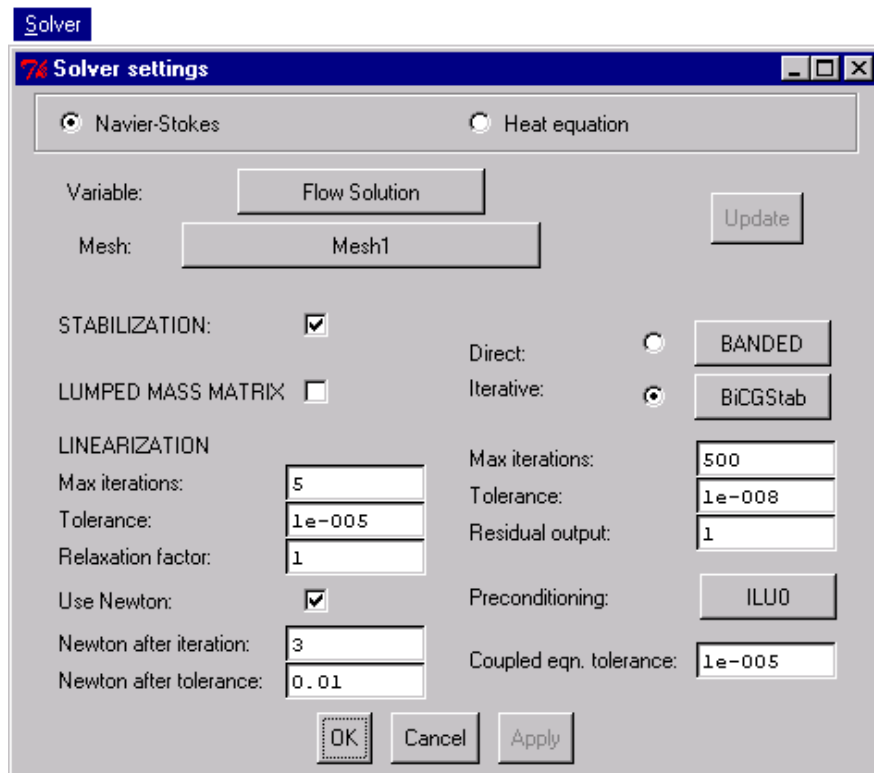 Solver
Solver settings
Navier-Stokes
Heat equation
Variable:
Flow Solution
Update
Mesh:
Mesh1
STABILIZATION:
LUMPED MASS MATRIX
Direct:
BANDED
Iterative:
BiCGStab
LINEARIZATION
Max iterations:
5
Tolerance:
1e-005
Relaxation factor:
1
Use Newton:
Newton after iteration:
3
Newton after tolerance:
0.01
Max iterations:
500
Tolerance:
1e-008
Residual output:
1
Preconditioning:
ILU0
Coupled eqn. tolerance:
1e-005
OK
Cancel
Apply